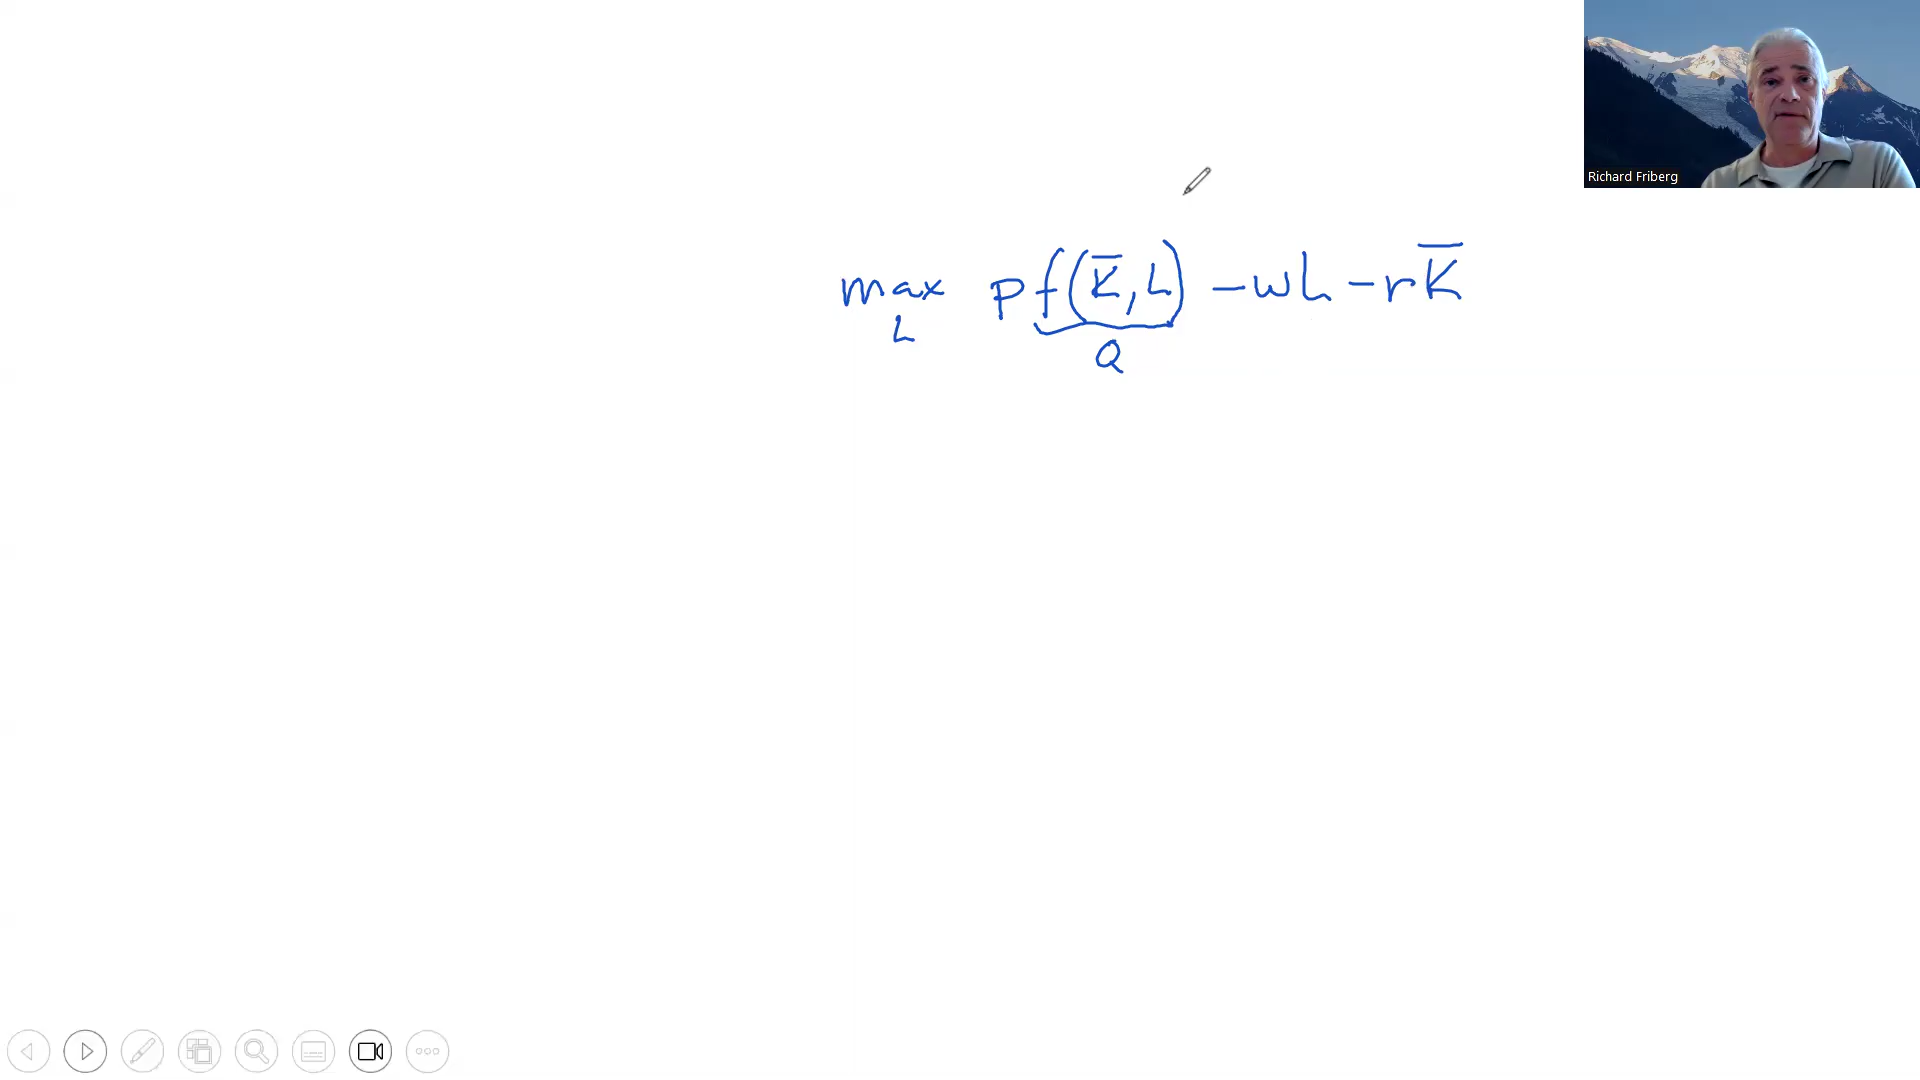 Richard Friberg
max p f(K̅, L) – wL – rK̅
L
Q